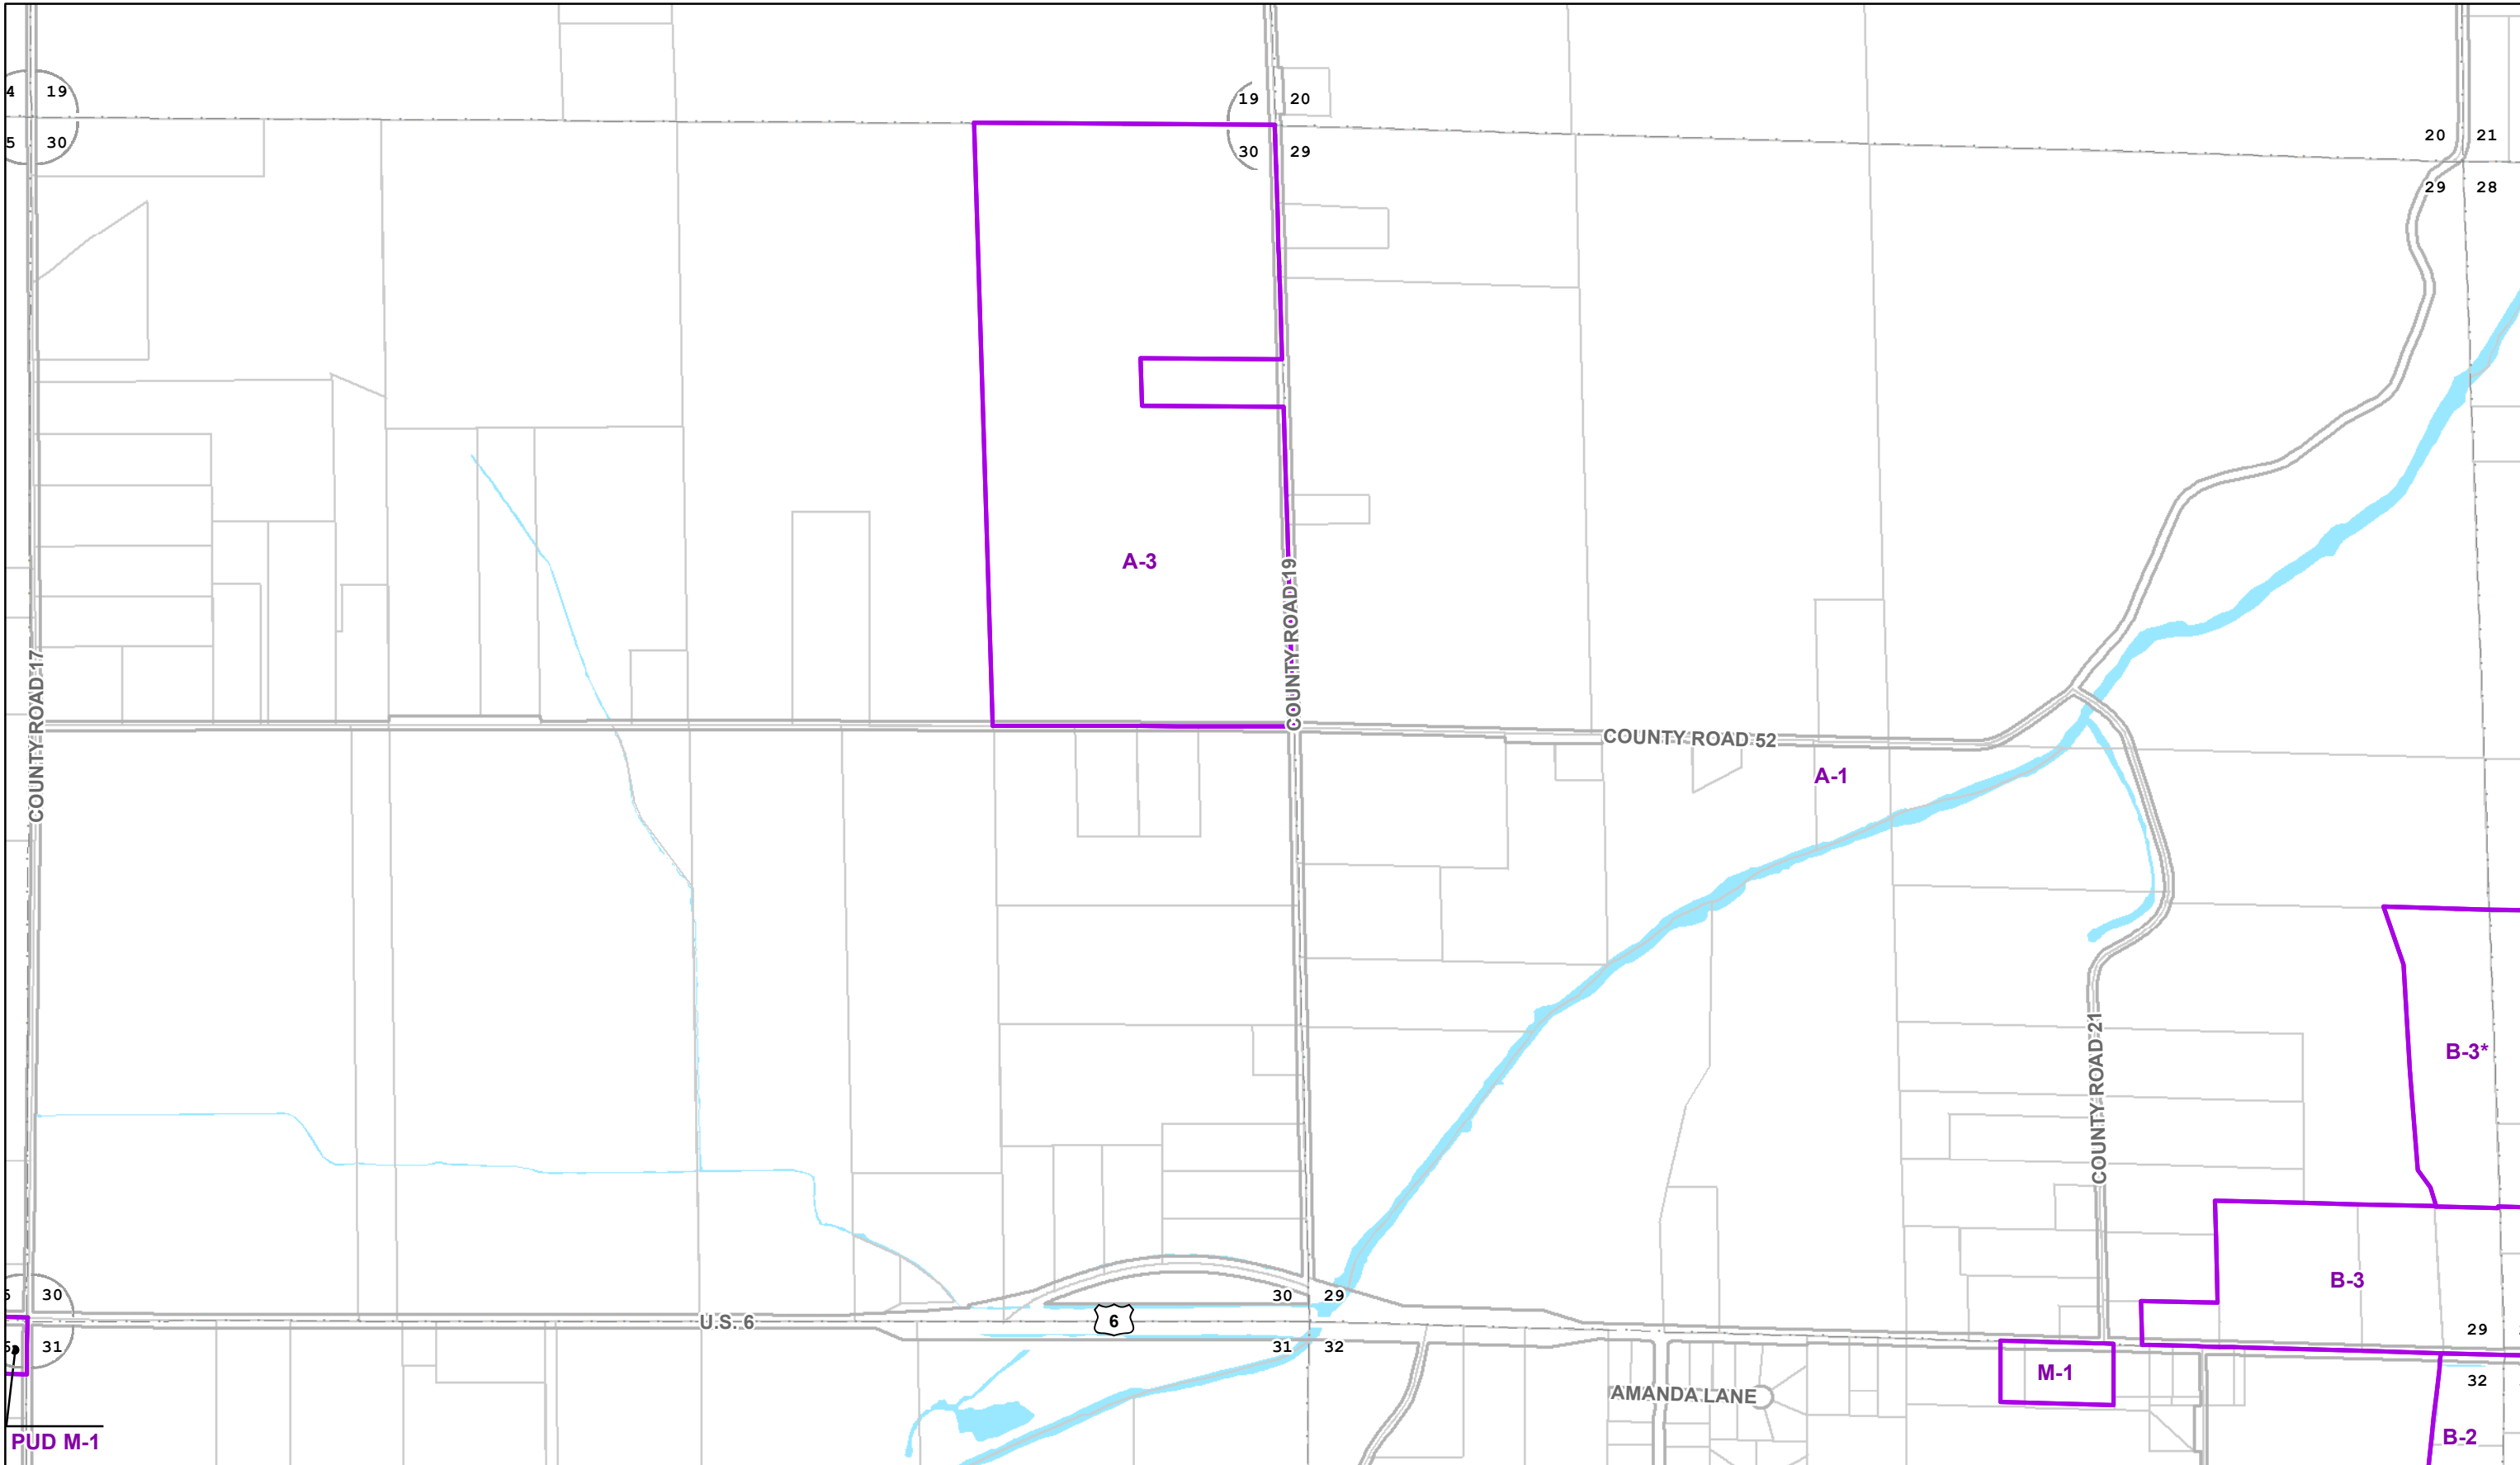 4 19
19 20
20 21
5 30
30 29
29 28
A-3
COUNTY ROAD 19
COUNTY ROAD 17
COUNTY ROAD 52
A-1
COUNTY ROAD 21
B-3*
B-3
30
30 29
29
U.S. 6
6
31
31 32
32
M-1
AMANDA LANE
PUD M-1
B-2